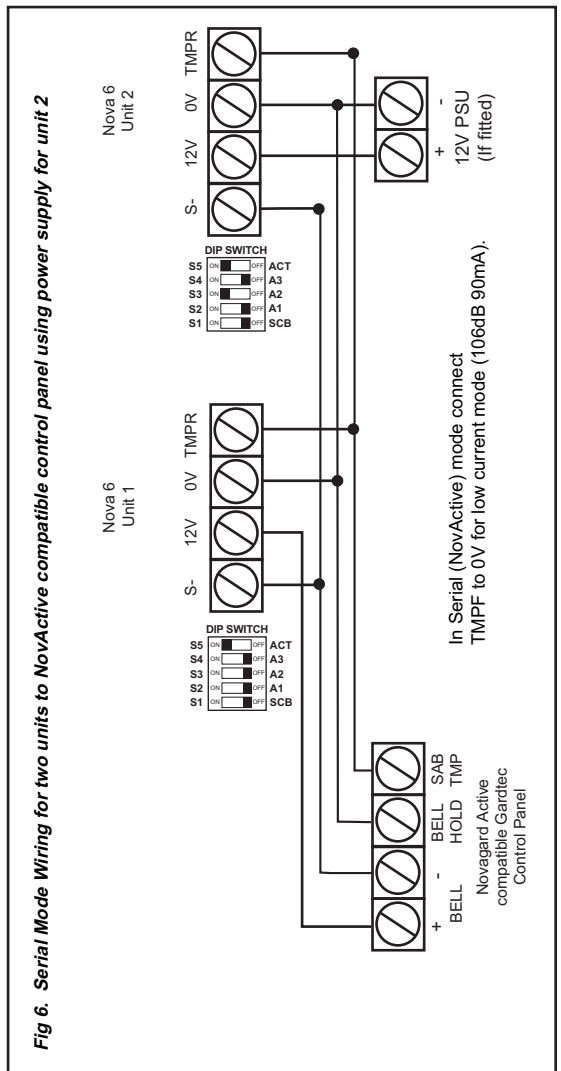 Fig 6. Serial Mode Wiring for two units to NovActive compatible control panel using power supply for unit 2
Nova 6
Unit 1
S- 12V 0V TMPR
DIP SWITCH
S5 ON OFF ACT
S4 ON OFF A3
S3 ON OFF A2
S2 ON OFF A1
S1 ON OFF SCB
Nova 6
Unit 2
S- 12V 0V TMPR
DIP SWITCH
S5 ON OFF ACT
S4 ON OFF A3
S3 ON OFF A2
S2 ON OFF A1
S1 ON OFF SCB
+ - BELL SAB
BELL HOLD TMP
Novagard Active
compatible Gardtec
Control Panel
In Serial (NovActive) mode connect
TMPF to 0V for low current mode (106dB 90mA).
+ -
12V PSU
(If fitted)